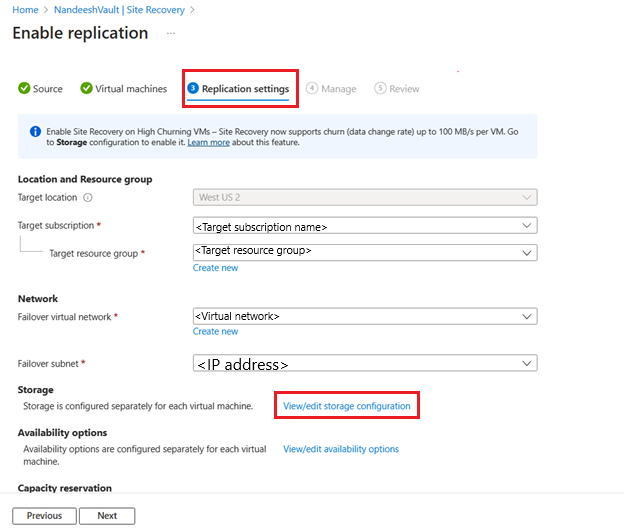 Home > NandeeshVault | Site Recovery >
Enable replication ...
Source
Virtual machines
3 Replication settings
4 Manage
5 Review
Enable Site Recovery on High Churning VMs – Site Recovery now supports churn (data change rate) up to 100 MB/s per VM. Go
to Storage configuration to enable it. Learn more about this feature.
Location and Resource group
Target location
West US 2
Target subscription *
<Target subscription name>
Target resource group *
<Target resource group>
Create new
Network
Failover virtual network *
<Virtual network>
Create new
Failover subnet *
<IP address>
Storage
Storage is configured separately for each virtual machine.
View/edit storage configuration
Availability options
Availability options are configured separately for each virtual
machine.
View/edit availability options
Capacity reservation
Previous
Next